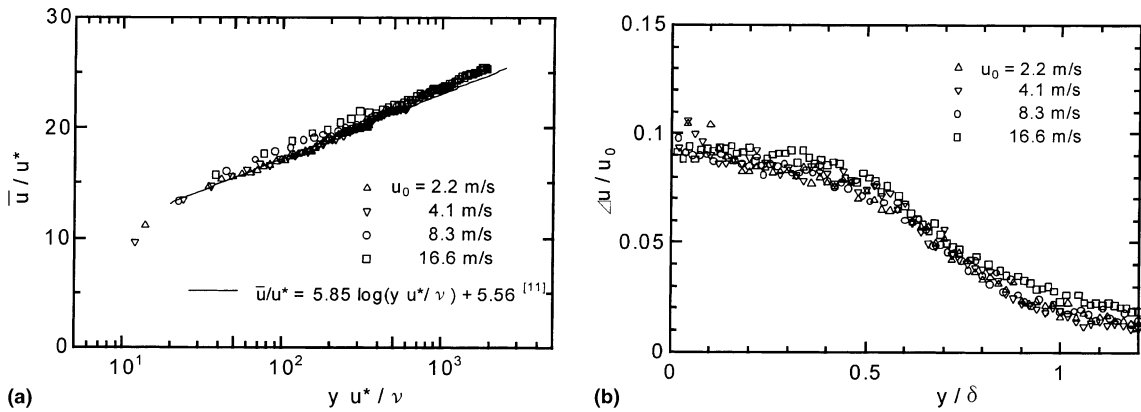 30
20
10
0
10¹
10²
10³
u̅ / u*
y u* / ν
△ u₀ = 2.2 m/s
▽ 4.1 m/s
○ 8.3 m/s
□ 16.6 m/s
u̅/u* = 5.85 log(y u*/ ν) + 5.56 [11]
(a)
0.15
0.1
0.05
0
0
0.5
1
⊿u / u₀
y / δ
u₀ = 2.2 m/s △
4.1 m/s ▽
8.3 m/s ○
16.6 m/s □
(b)